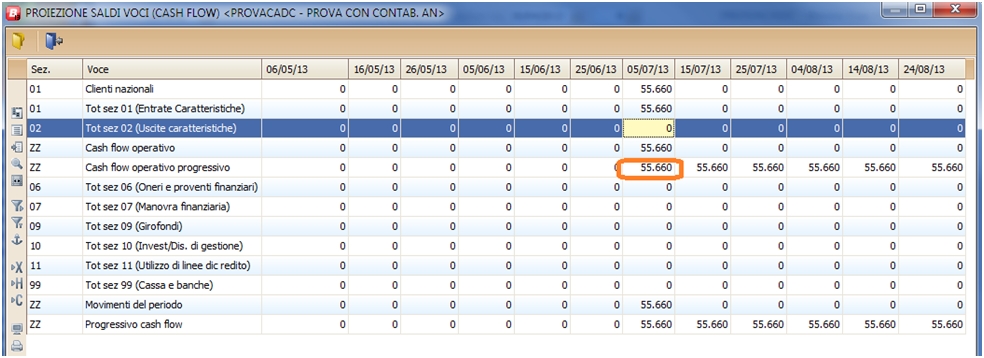 PROIEZIONE SALDI VOCI (CASH FLOW) <PROVACADC - PROVA CON CONTAB. AN>
Sez. Voce 06/05/13 16/05/13 26/05/13 05/06/13 15/06/13 25/06/13 05/07/13 15/07/13 25/07/13 04/08/13 14/08/13 24/08/13
01 Clienti nazionali 0 0 0 0 0 0 55.660 0 0 0 0 0
01 Tot sez 01 (Entrate Caratteristiche) 0 0 0 0 0 0 55.660 0 0 0 0 0
02 Tot sez 02 (Uscite caratteristiche) 0 0 0 0 0 0 0 0 0 0 0 0
ZZ Cash flow operativo 0 0 0 0 0 0 55.660 0 0 0 0 0
ZZ Cash flow operativo progressivo 0 0 0 0 0 0 55.660 55.660 55.660 55.660 55.660 55.660
06 Tot sez 06 (Oneri e proventi finanziari) 0 0 0 0 0 0 0 0 0 0 0 0
07 Tot sez 07 (Manovra finanziaria) 0 0 0 0 0 0 0 0 0 0 0 0
09 Tot sez 09 (Girofondi) 0 0 0 0 0 0 0 0 0 0 0 0
10 Tot sez 10 (Invest/Dis. di gestione) 0 0 0 0 0 0 0 0 0 0 0 0
11 Tot sez 11 (Utilizzo di linee dic redito) 0 0 0 0 0 0 0 0 0 0 0 0
99 Tot sez 99 (Cassa e banche) 0 0 0 0 0 0 0 0 0 0 0 0
ZZ Movimenti del periodo 0 0 0 0 0 0 55.660 0 0 0 0 0
ZZ Progressivo cash flow 0 0 0 0 0 0 55.660 55.660 55.660 55.660 55.660 55.660
X
H
C